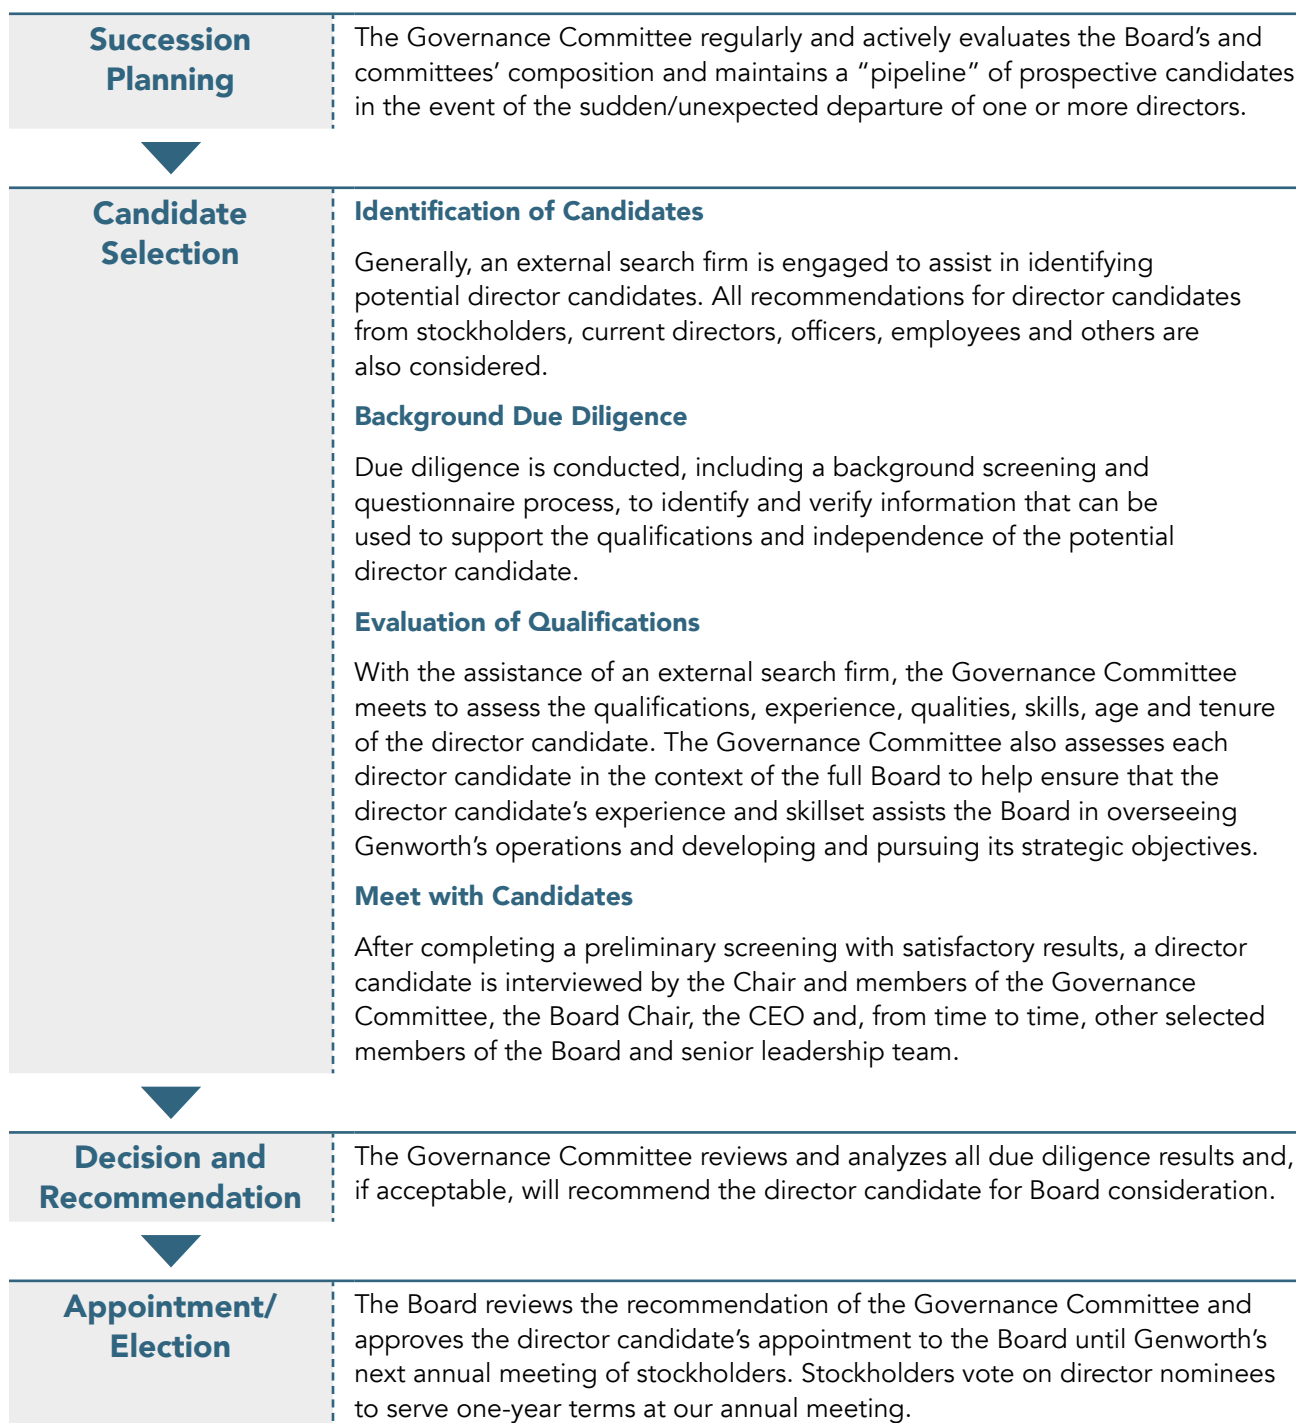 Succession
Planning
The Governance Committee regularly and actively evaluates the Board’s and
committees’ composition and maintains a “pipeline” of prospective candidates
in the event of the sudden/unexpected departure of one or more directors.
Candidate
Selection
Identification of Candidates
Generally, an external search firm is engaged to assist in identifying
potential director candidates. All recommendations for director candidates
from stockholders, current directors, officers, employees and others are
also considered.
Background Due Diligence
Due diligence is conducted, including a background screening and
questionnaire process, to identify and verify information that can be
used to support the qualifications and independence of the potential
director candidate.
Evaluation of Qualifications
With the assistance of an external search firm, the Governance Committee
meets to assess the qualifications, experience, qualities, skills, age and tenure
of the director candidate. The Governance Committee also assesses each
director candidate in the context of the full Board to help ensure that the
director candidate’s experience and skillset assists the Board in overseeing
Genworth’s operations and developing and pursuing its strategic objectives.
Meet with Candidates
After completing a preliminary screening with satisfactory results, a director
candidate is interviewed by the Chair and members of the Governance
Committee, the Board Chair, the CEO and, from time to time, other selected
members of the Board and senior leadership team.
Decision and
Recommendation
The Governance Committee reviews and analyzes all due diligence results and,
if acceptable, will recommend the director candidate for Board consideration.
Appointment/
Election
The Board reviews the recommendation of the Governance Committee and
approves the director candidate’s appointment to the Board until Genworth’s
next annual meeting of stockholders. Stockholders vote on director nominees
to serve one-year terms at our annual meeting.